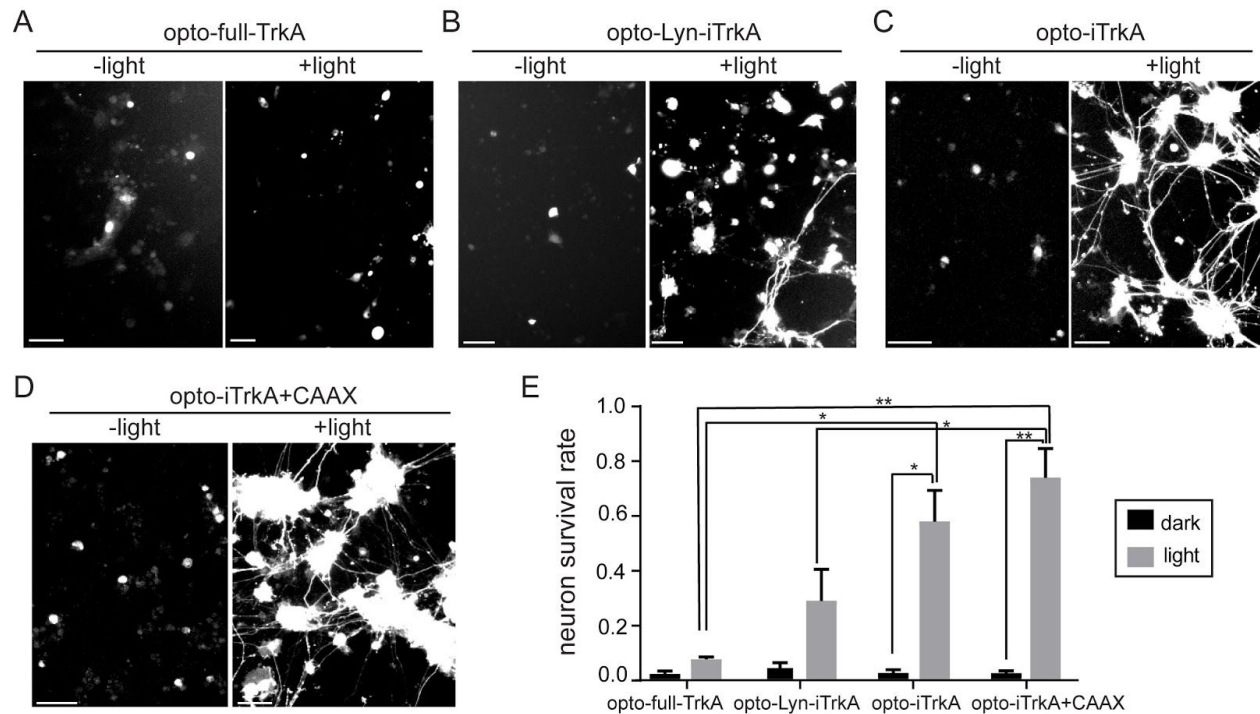 A
opto-full-TrkA
-light +light
B
opto-Lyn-iTrkA
-light +light
C
opto-iTrkA
-light +light
D
opto-iTrkA+CAAX
-light +light
E
neuron survival rate
1.0
0.8
0.6
0.4
0.2
0.0
**
*
*
*
**
opto-full-TrkA opto-Lyn-iTrkA opto-iTrkA opto-iTrkA+CAAX
dark
light